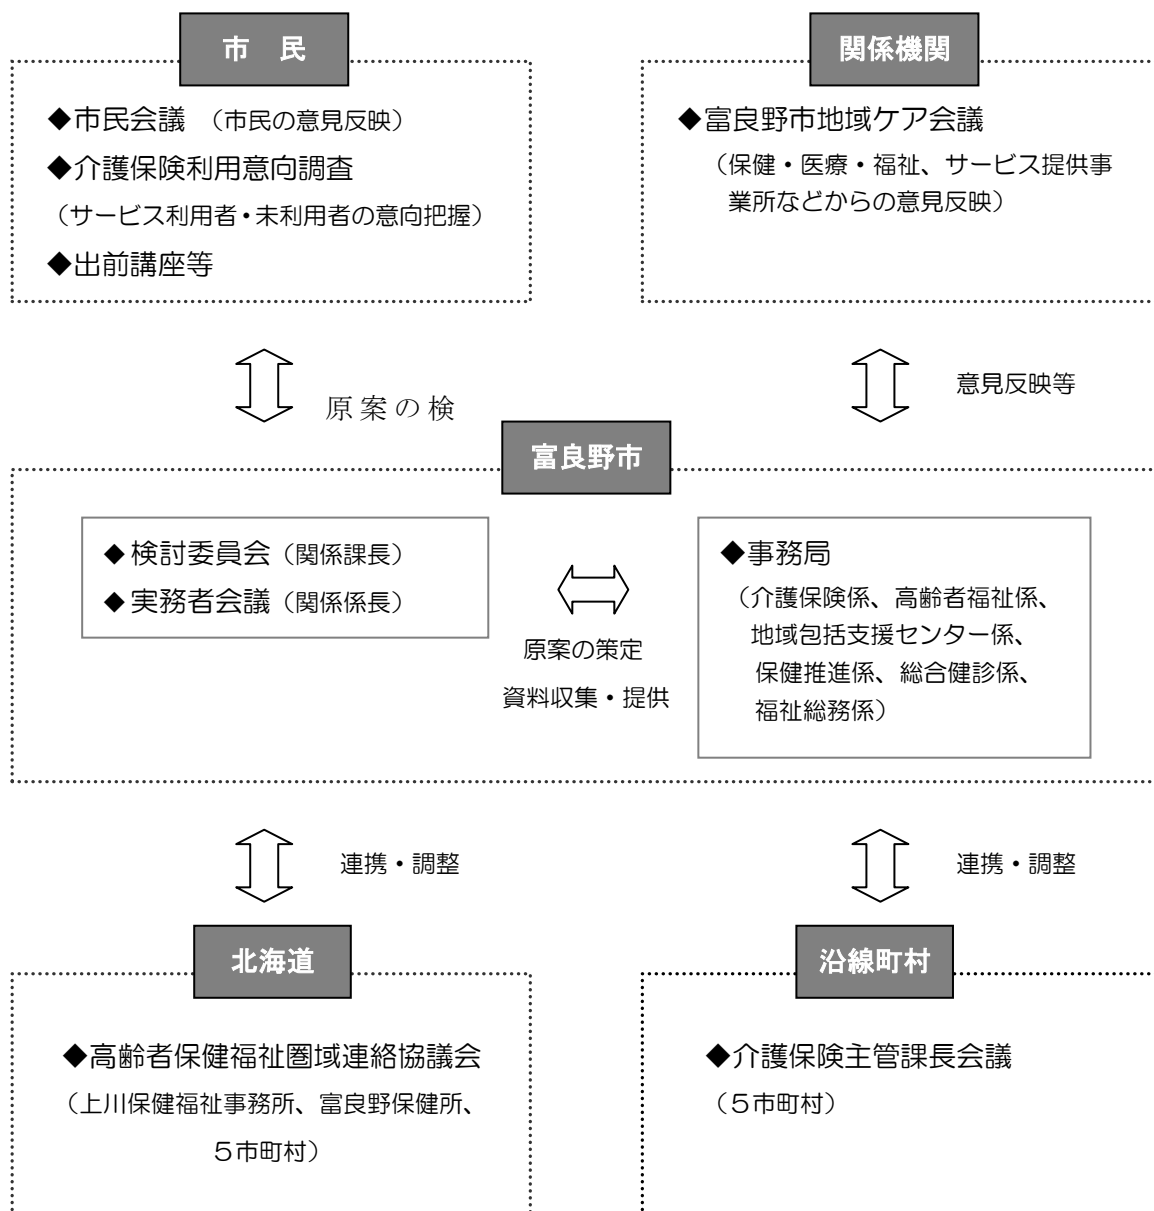 市　民
◆市民会議　（市民の意見反映）
◆介護保険利用意向調査
（サービス利用者・未利用者の意向把握）
◆出前講座等
関係機関
◆富良野市地域ケア会議
（保健・医療・福祉、サービス提供事
業所などからの意見反映）
原案の検
意見反映等
富良野市
◆検討委員会（関係課長）
◆実務者会議（関係係長）
原案の策定
資料収集・提供
◆事務局
（介護保険係、高齢者福祉係、
地域包括支援センター係、
保健推進係、総合健診係、
福祉総務係）
連携・調整
連携・調整
北海道
◆高齢者保健福祉圏域連絡協議会
（上川保健福祉事務所、富良野保健所、
５市町村）
沿線町村
◆介護保険主管課長会議
（５市町村）